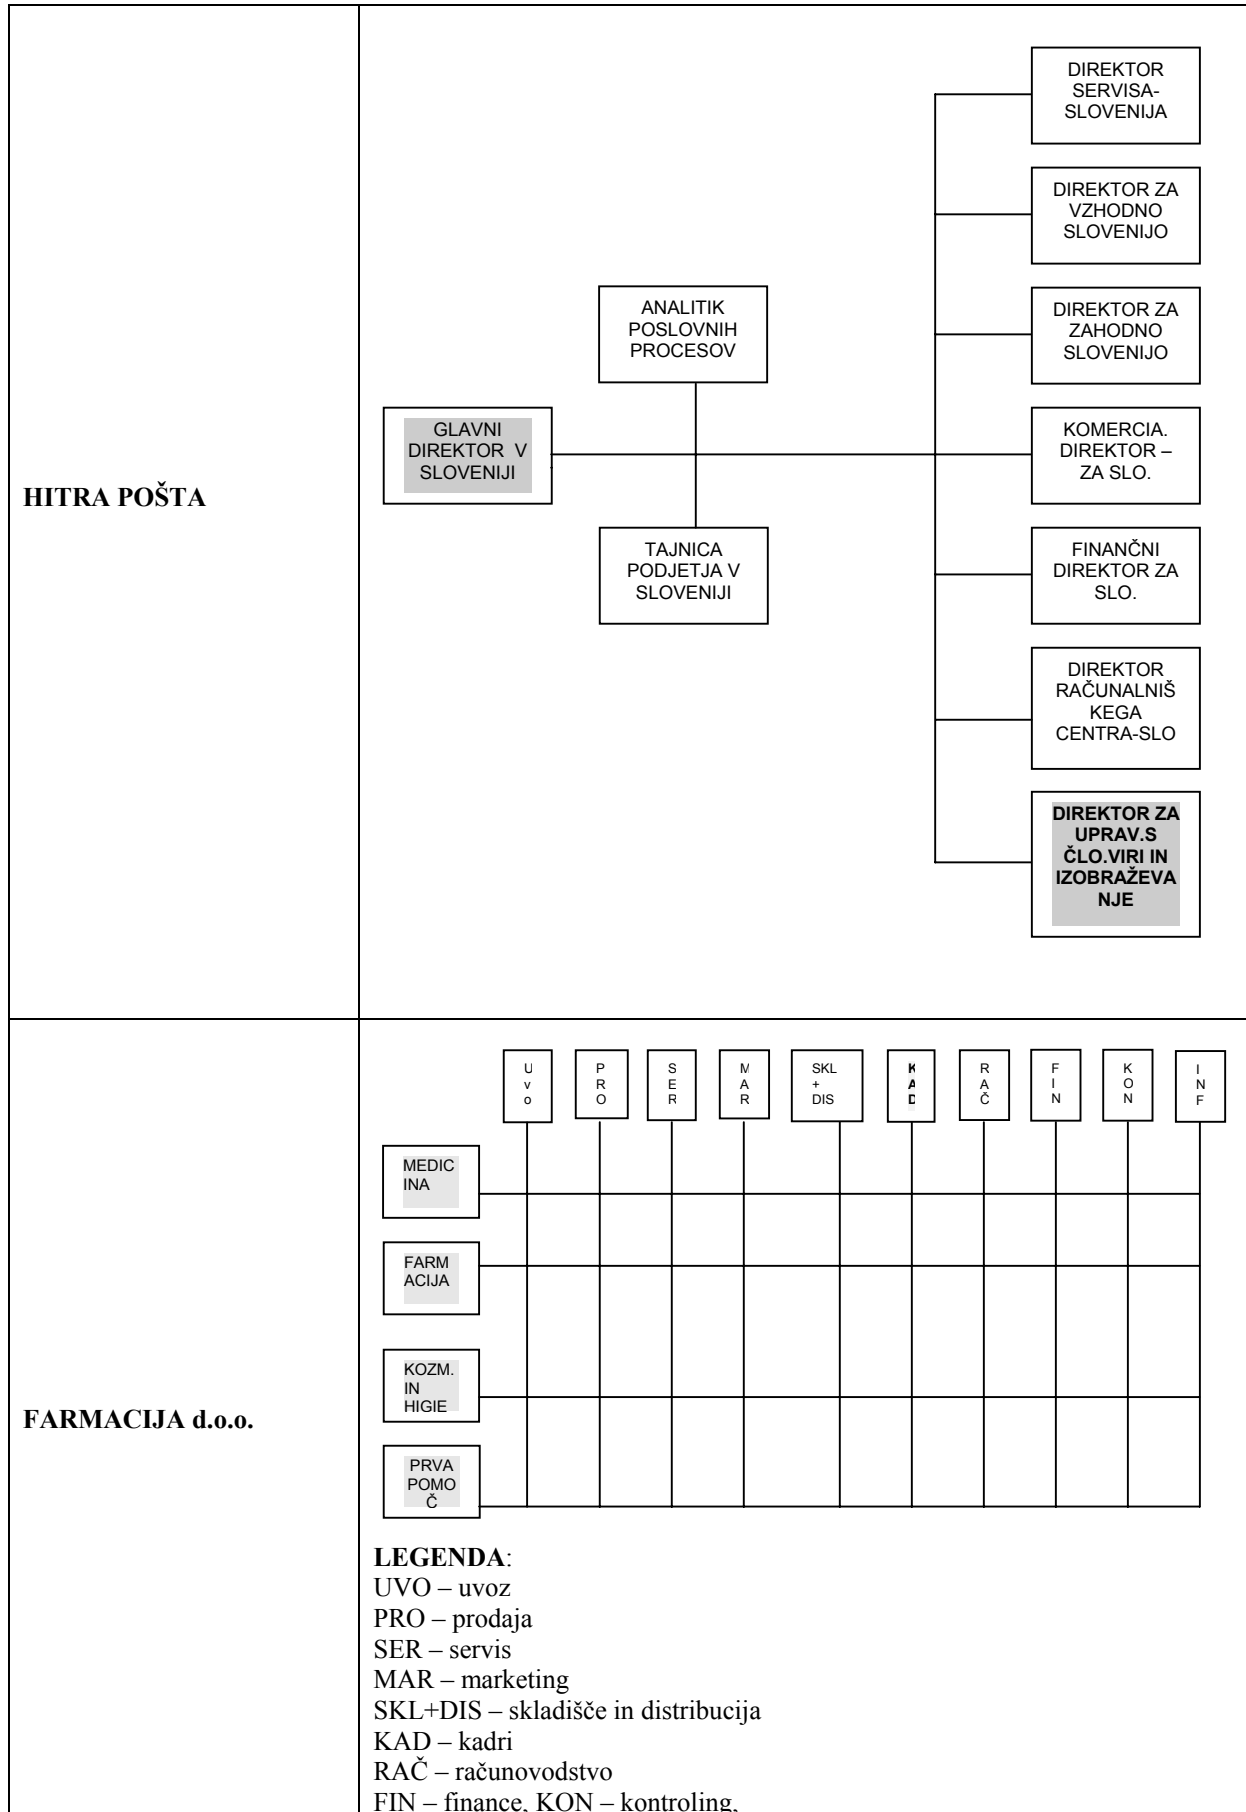 HITRA POŠTA
DIREKTOR
SERVISA-
SLOVENIJA
DIREKTOR ZA
VZHODNO
SLOVENIJO
ANALITIK
POSLOVNIH
PROCESOV
DIREKTOR ZA
ZAHODNO
SLOVENIJO
GLAVNI
DIREKTOR V
SLOVENIJI
KOMERCIA.
DIREKTOR –
ZA SLO.
TAJNICA
PODJETJA V
SLOVENIJI
FINANČNI
DIREKTOR ZA
SLO.
DIREKTOR
RAČUNALNIŠ
KEGA
CENTRA-SLO
DIREKTOR ZA
UPRAV.S
ČLO.VIRI IN
IZOBRAŽEVA
NJE
FARMACIJA d.o.o.
U
v
o
P
R
O
S
E
R
M
A
R
SKL
+
DIS
K
A
D
R
A
Č
F
I
N
K
O
N
I
N
F
MEDIC
INA
FARM
ACIJA
KOZM.
IN
HIGIE
PRVA
POMO
Č
LEGENDA:
UVO – uvoz
PRO – prodaja
SER – servis
MAR – marketing
SKL+DIS – skladišče in distribucija
KAD – kadri
RAČ – računovodstvo
FIN – finance, KON – kontroling,